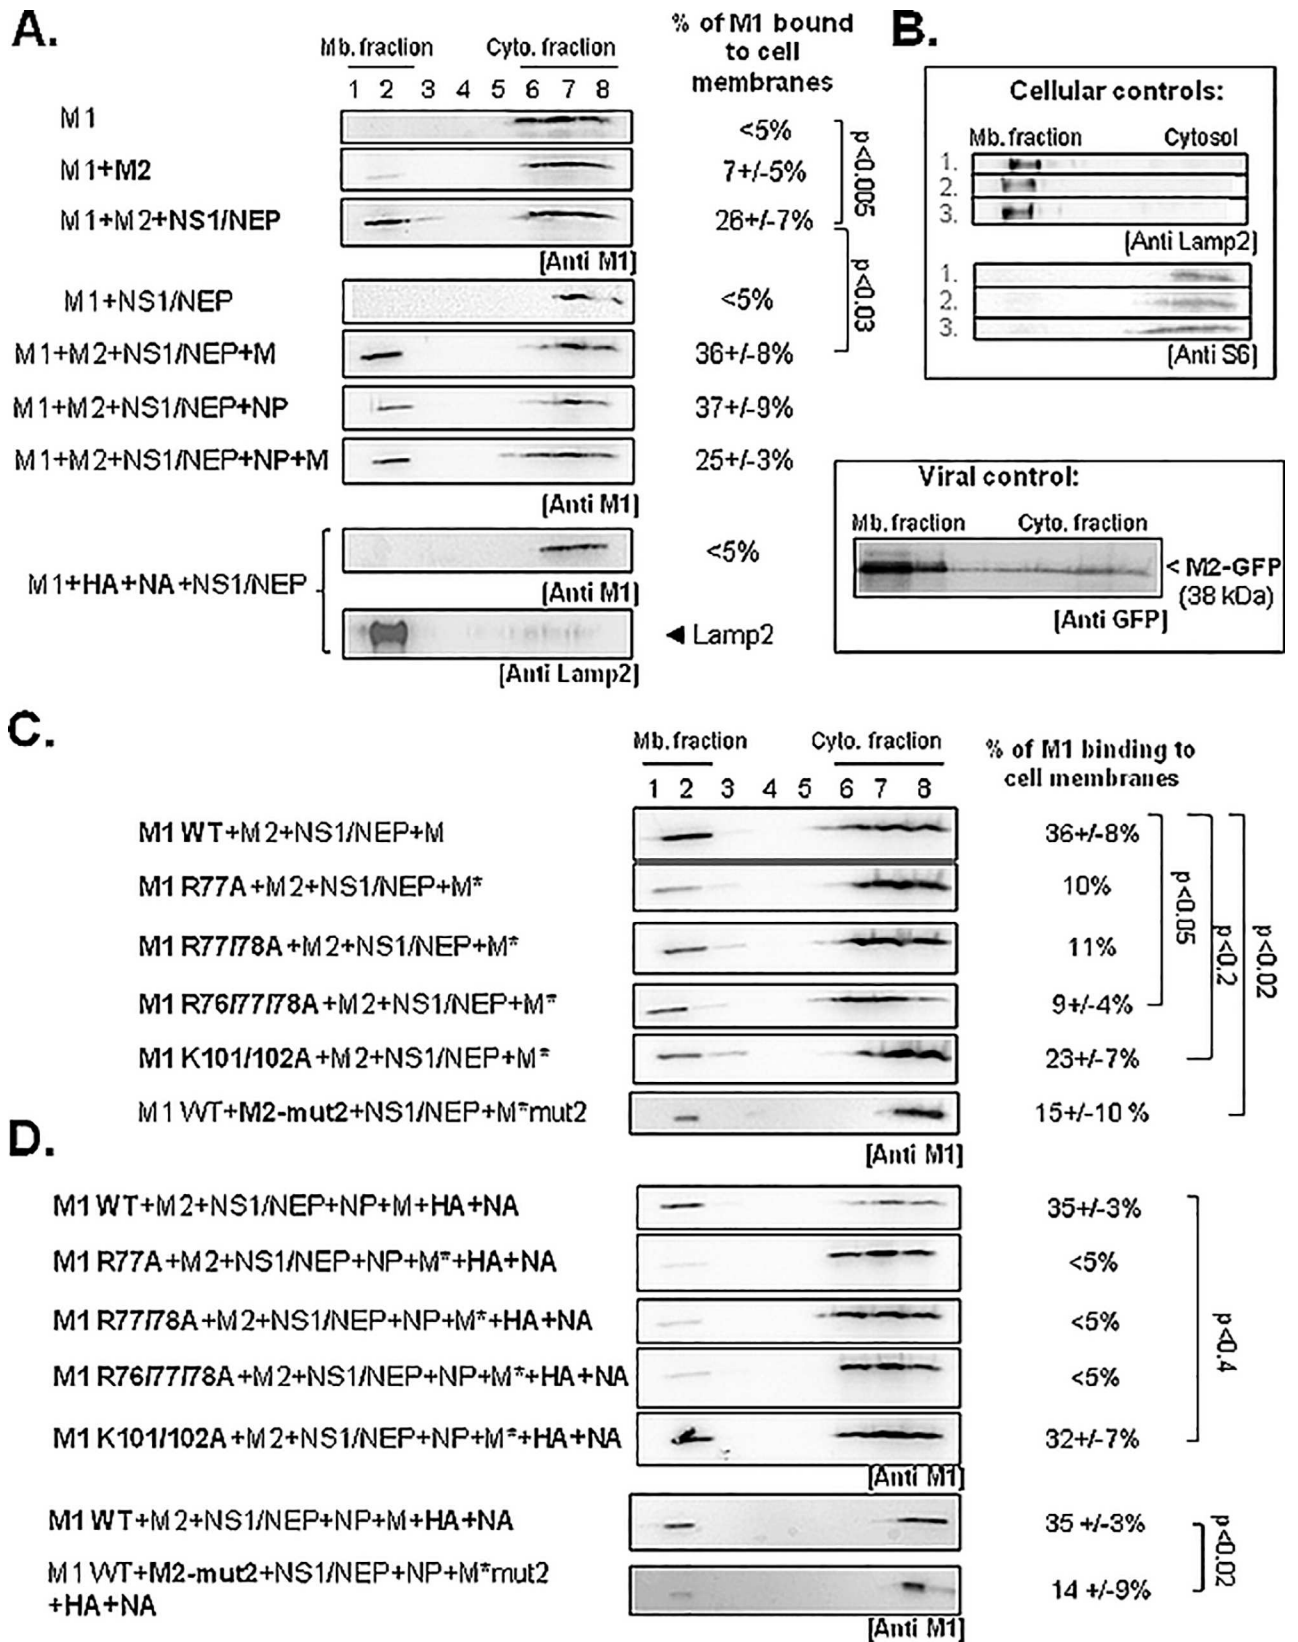 A.
Mb. fraction Cyto. fraction
1 2 3 4 5 6 7 8
% of M1 bound
to cell
membranes
M1 <5%
M1+M2 7+/-5%
M1+M2+NS1/NEP 26+/-7%
p<0.005
[Anti M1]
M1+NS1/NEP <5%
M1+M2+NS1/NEP+M 36+/-8%
p<0.03
M1+M2+NS1/NEP+NP 37+/-9%
M1+M2+NS1/NEP+NP+M 25+/-3%
[Anti M1]
M1+HA+NA+NS1/NEP <5%
[Anti M1]
◄ Lamp2
[Anti Lamp2]
B.
Cellular controls:
Mb. fraction Cytosol
1.
2.
3.
[Anti Lamp2]
1.
2.
3.
[Anti S6]
Viral control:
Mb. fraction Cyto. fraction
< M2-GFP
(38 kDa)
[Anti GFP]
C.
Mb. fraction Cyto. fraction
1 2 3 4 5 6 7 8
% of M1 binding to
cell membranes
M1 WT+M2+NS1/NEP+M 36+/-8%
M1 R77A+M2+NS1/NEP+M* 10%
M1 R77/78A+M2+NS1/NEP+M* 11%
M1 R76/77/78A+M2+NS1/NEP+M* 9+/-4%
M1 K101/102A+M2+NS1/NEP+M* 23+/-7%
M1 WT+M2-mut2+NS1/NEP+M*mut2 15+/-10 %
p<0.05
p<0.2
p<0.02
[Anti M1]
D.
M1 WT+M2+NS1/NEP+NP+M+HA+NA 35+/-3%
M1 R77A+M2+NS1/NEP+NP+M*+HA+NA <5%
M1 R77/78A+M2+NS1/NEP+NP+M*+HA+NA <5%
M1 R76/77/78A+M2+NS1/NEP+NP+M*+HA+NA <5%
M1 K101/102A+M2+NS1/NEP+NP+M*+HA+NA 32+/-7%
p<0.4
[Anti M1]
M1 WT+M2+NS1/NEP+NP+M+HA+NA 35 +/-3%
M1 WT+M2-mut2+NS1/NEP+NP+M*mut2
+HA+NA 14 +/-9%
p<0.02
[Anti M1]